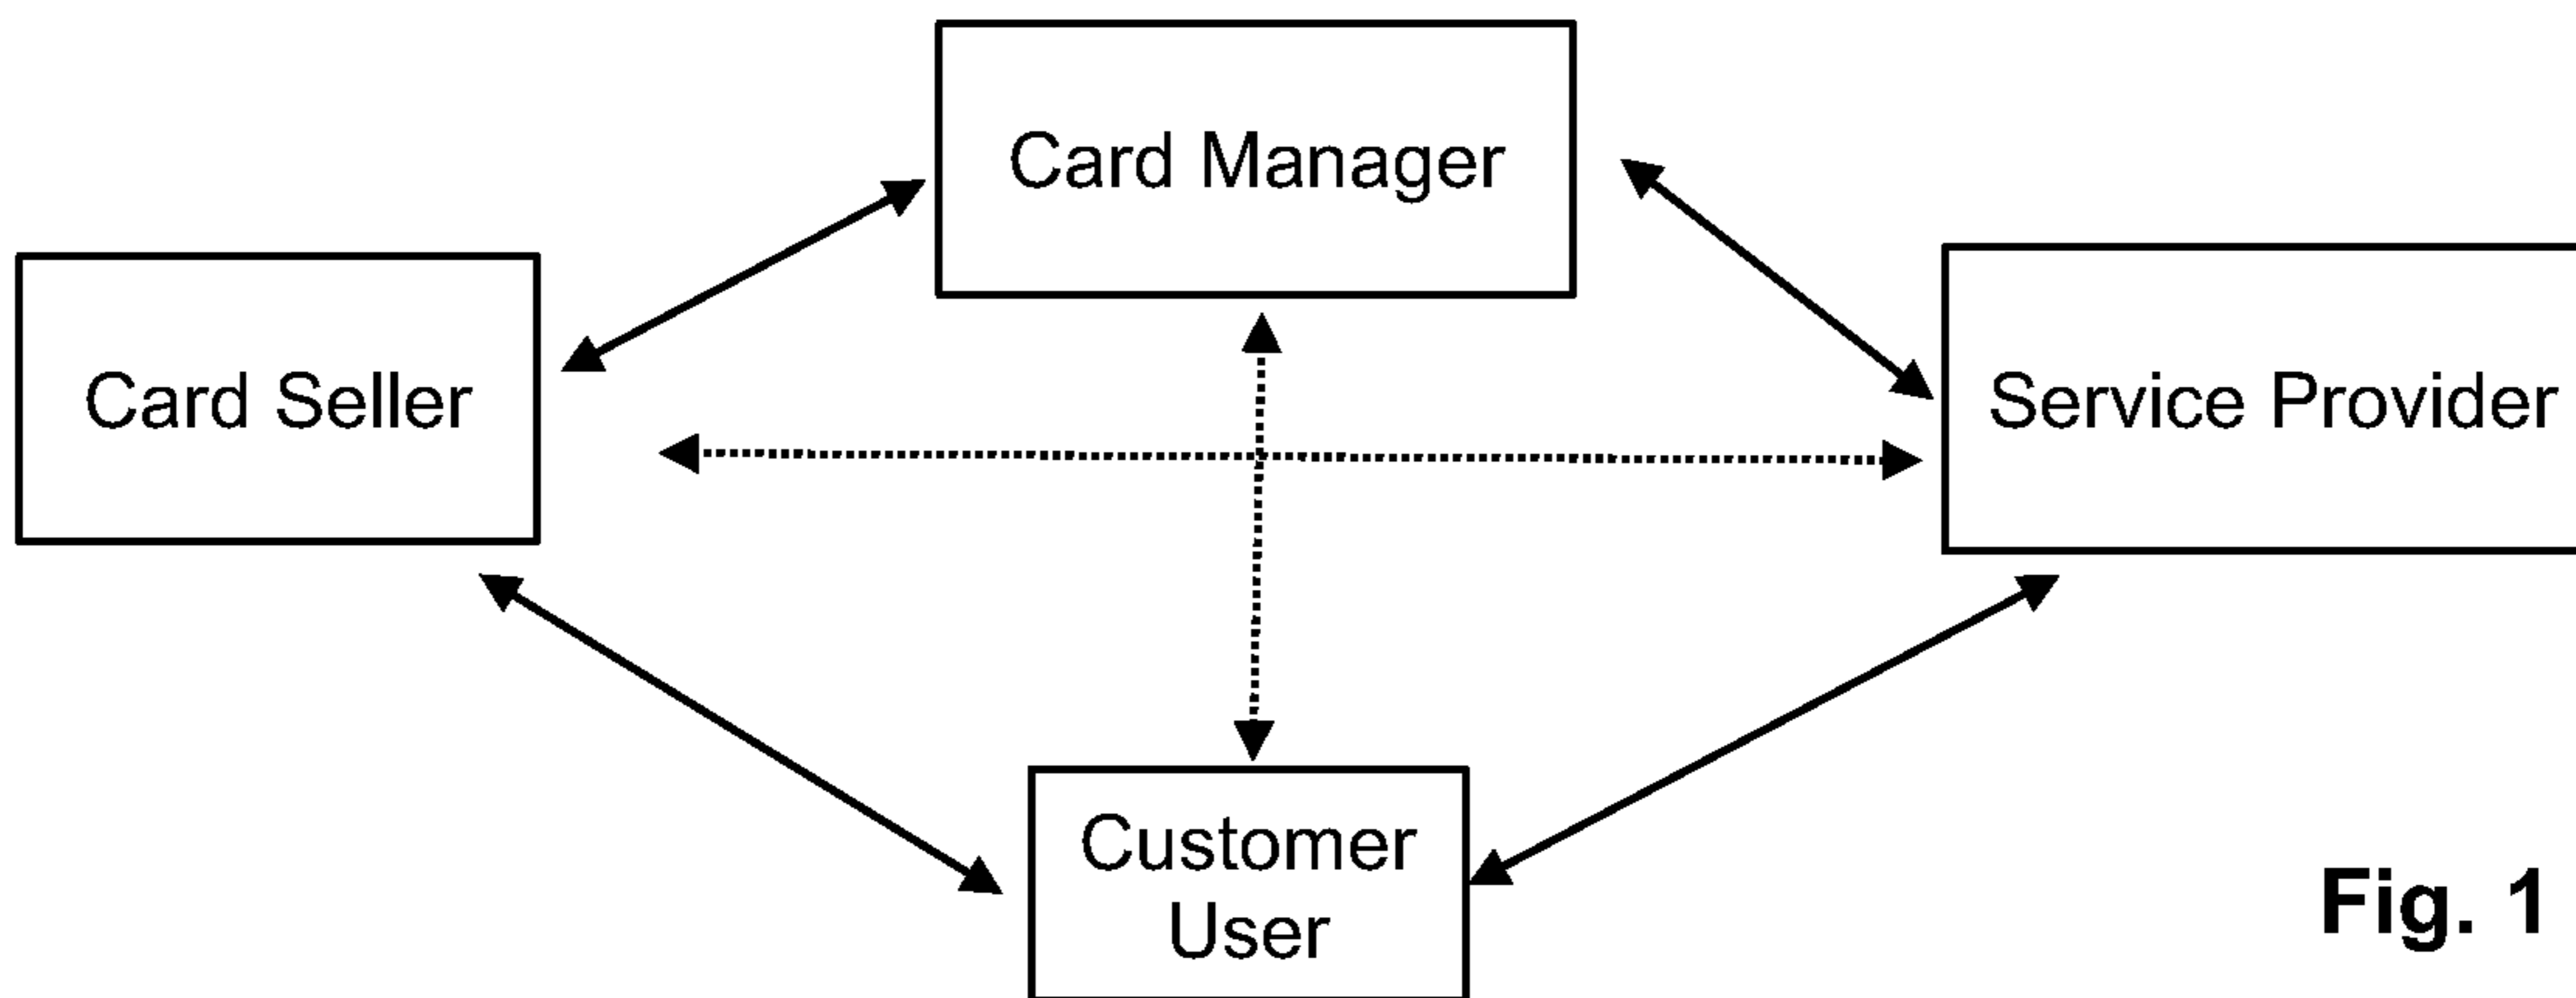 Card Manager
Card Seller
Service Provider
Customer
User
Fig. 1